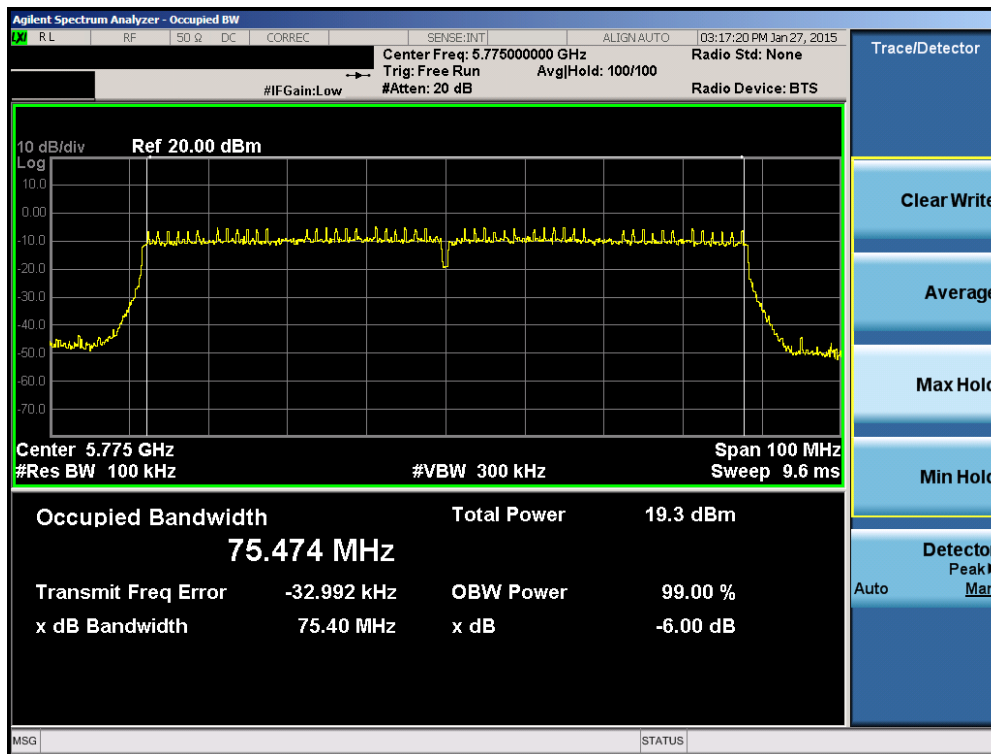 Agilent Spectrum Analyzer - Occupied BW
LXI RL RF 50 Ω DC CORREC SENSE:INT ALIGN AUTO 03:17:20 PM Jan 27, 2015
Center Freq: 5.775000000 GHz Radio Std: None
Trig: Free Run Avg|Hold: 100/100
#IFGain:Low #Atten: 20 dB Radio Device: BTS
10 dB/div Ref 20.00 dBm
Log
10.0
0.00
-10.0
-20.0
-30.0
-40.0
-50.0
-60.0
-70.0
Center 5.775 GHz Span 100 MHz
#Res BW 100 kHz #VBW 300 kHz Sweep 9.6 ms
Occupied Bandwidth Total Power 19.3 dBm
75.474 MHz
Transmit Freq Error -32.992 kHz OBW Power 99.00 %
x dB Bandwidth 75.40 MHz x dB -6.00 dB
MSG STATUS
Trace/Detector
Clear Write
Average
Max Hold
Min Hold
Detector
Peak
Auto Man